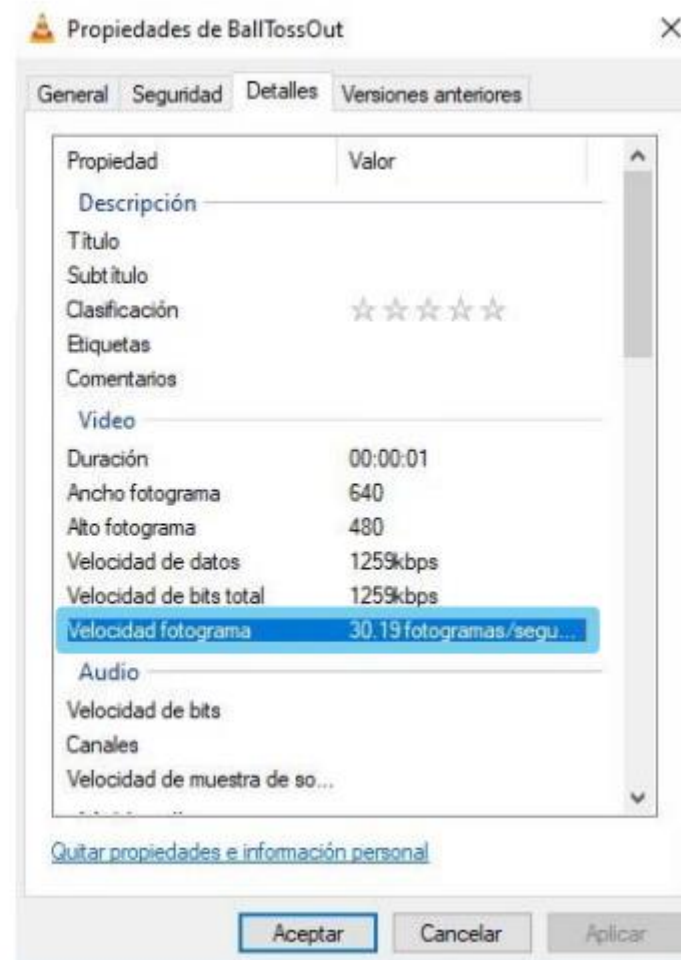 Propiedades de BallTossOut
General Seguridad Detalles Versiones anteriores
Propiedad Valor
Descripción
Título
Subtítulo
Clasificación
Etiquetas
Comentarios
Video
Duración 00:00:01
Ancho fotograma 640
Alto fotograma 480
Velocidad de datos 1259kbps
Velocidad de bits total 1259kbps
Velocidad fotograma 30.19 fotogramas/segu...
Audio
Velocidad de bits
Canales
Velocidad de muestra de so...
Quitar propiedades e información personal
Aceptar Cancelar Aplicar